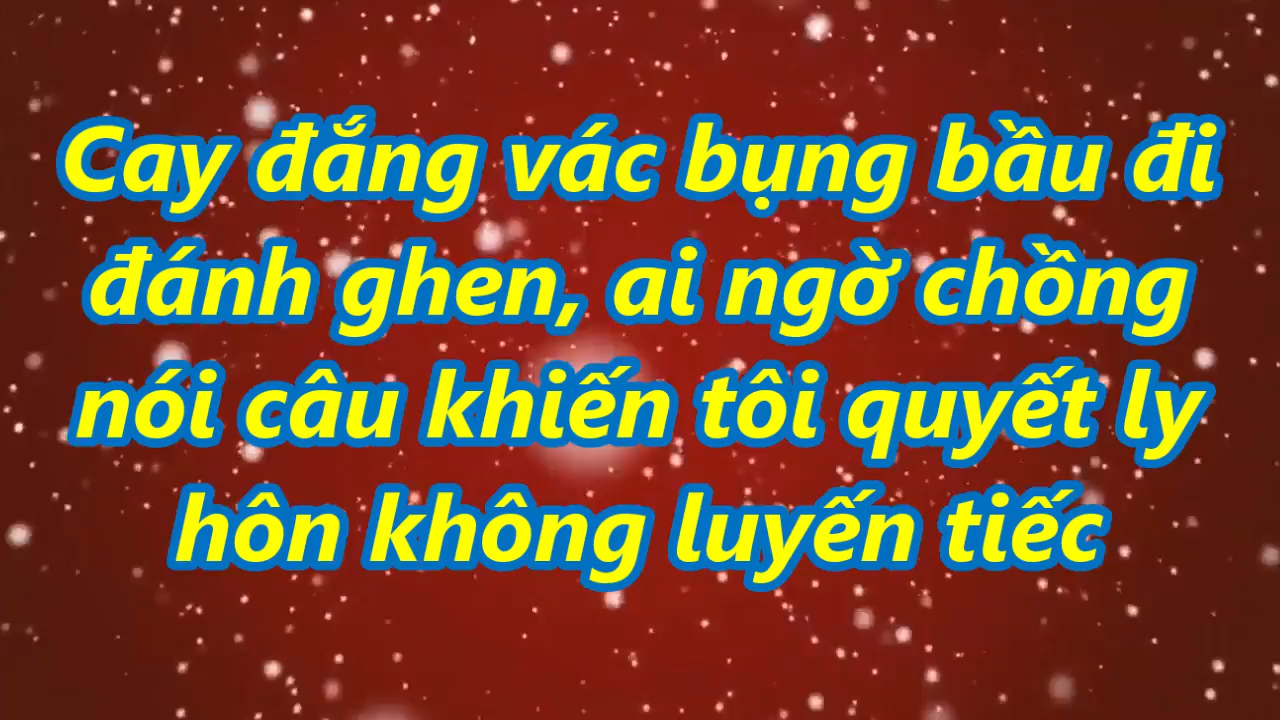 Cay đắng vác bụng bầu đi
đánh ghen, ai ngờ chồng
nói câu khiến tôi quyết ly
hôn không luyến tiếc